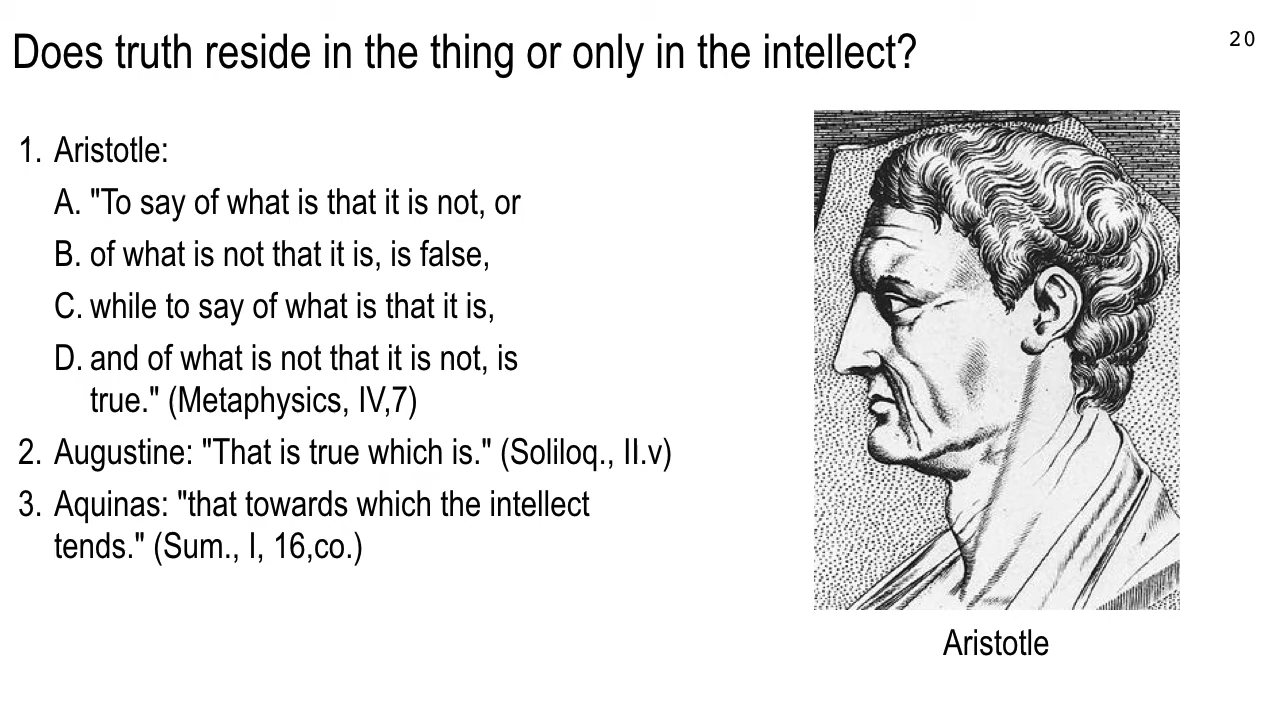 Does truth reside in the thing or only in the intellect?
20
1. Aristotle:
A. "To say of what is that it is not, or
B. of what is not that it is, is false,
C. while to say of what is that it is,
D. and of what is not that it is not, is
true." (Metaphysics, IV,7)
2. Augustine: "That is true which is." (Soliloq., II.v)
3. Aquinas: "that towards which the intellect
tends." (Sum., I, 16,co.)
Aristotle